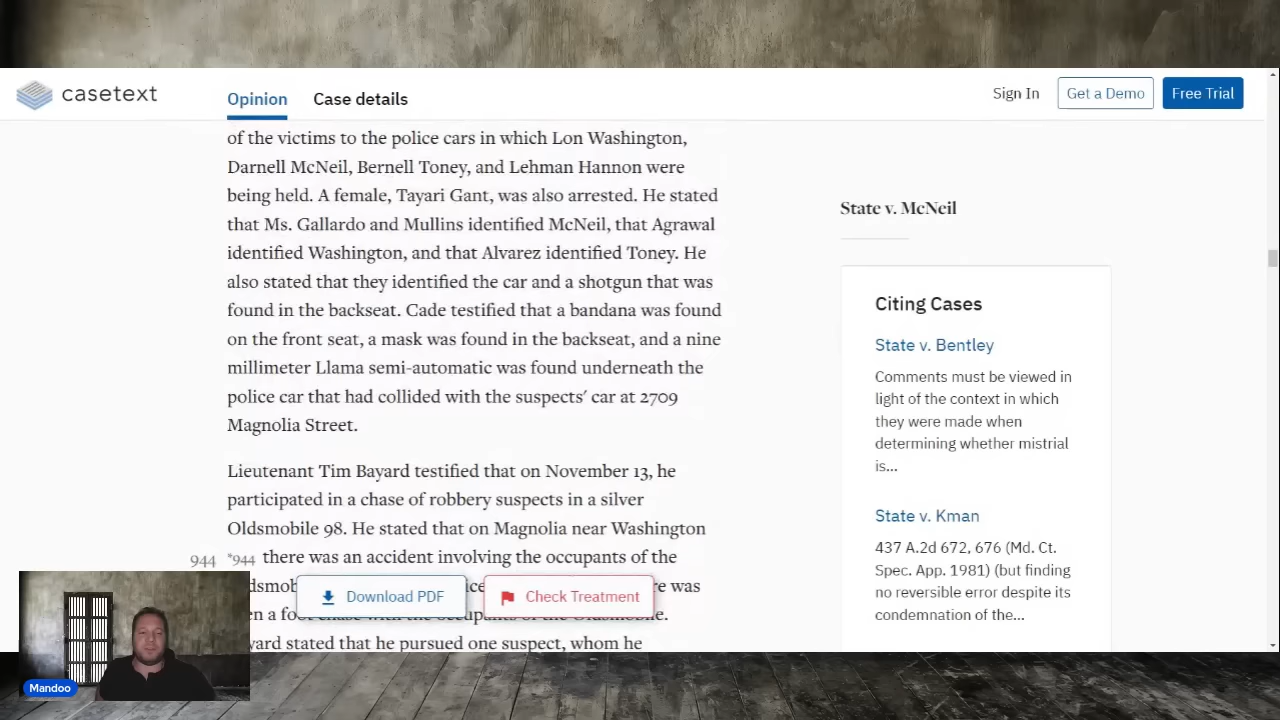 casetext
Opinion
Case details
Sign In
Get a Demo
Free Trial
of the victims to the police cars in which Lon Washington,
Darnell McNeil, Bernell Toney, and Lehman Hannon were
being held. A female, Tayari Gant, was also arrested. He stated
that Ms. Gallardo and Mullins identified McNeil, that Agrawal
identified Washington, and that Alvarez identified Toney. He
also stated that they identified the car and a shotgun that was
found in the backseat. Cade testified that a bandana was found
on the front seat, a mask was found in the backseat, and a nine
millimeter Llama semi-automatic was found underneath the
police car that had collided with the suspects' car at 2709
Magnolia Street.
Lieutenant Tim Bayard testified that on November 13, he
participated in a chase of robbery suspects in a silver
Oldsmobile 98. He stated that on Magnolia near Washington
944 *944 there was an accident involving the occupants of the
Download PDF
Check Treatment
stated that he pursued one suspect, whom he
State v. McNeil
Citing Cases
State v. Bentley
Comments must be viewed in
light of the context in which
they were made when
determining whether mistrial
is...
State v. Kman
437 A.2d 672, 676 (Md. Ct.
Spec. App. 1981) (but finding
no reversible error despite its
condemnation of the...
Mandoo